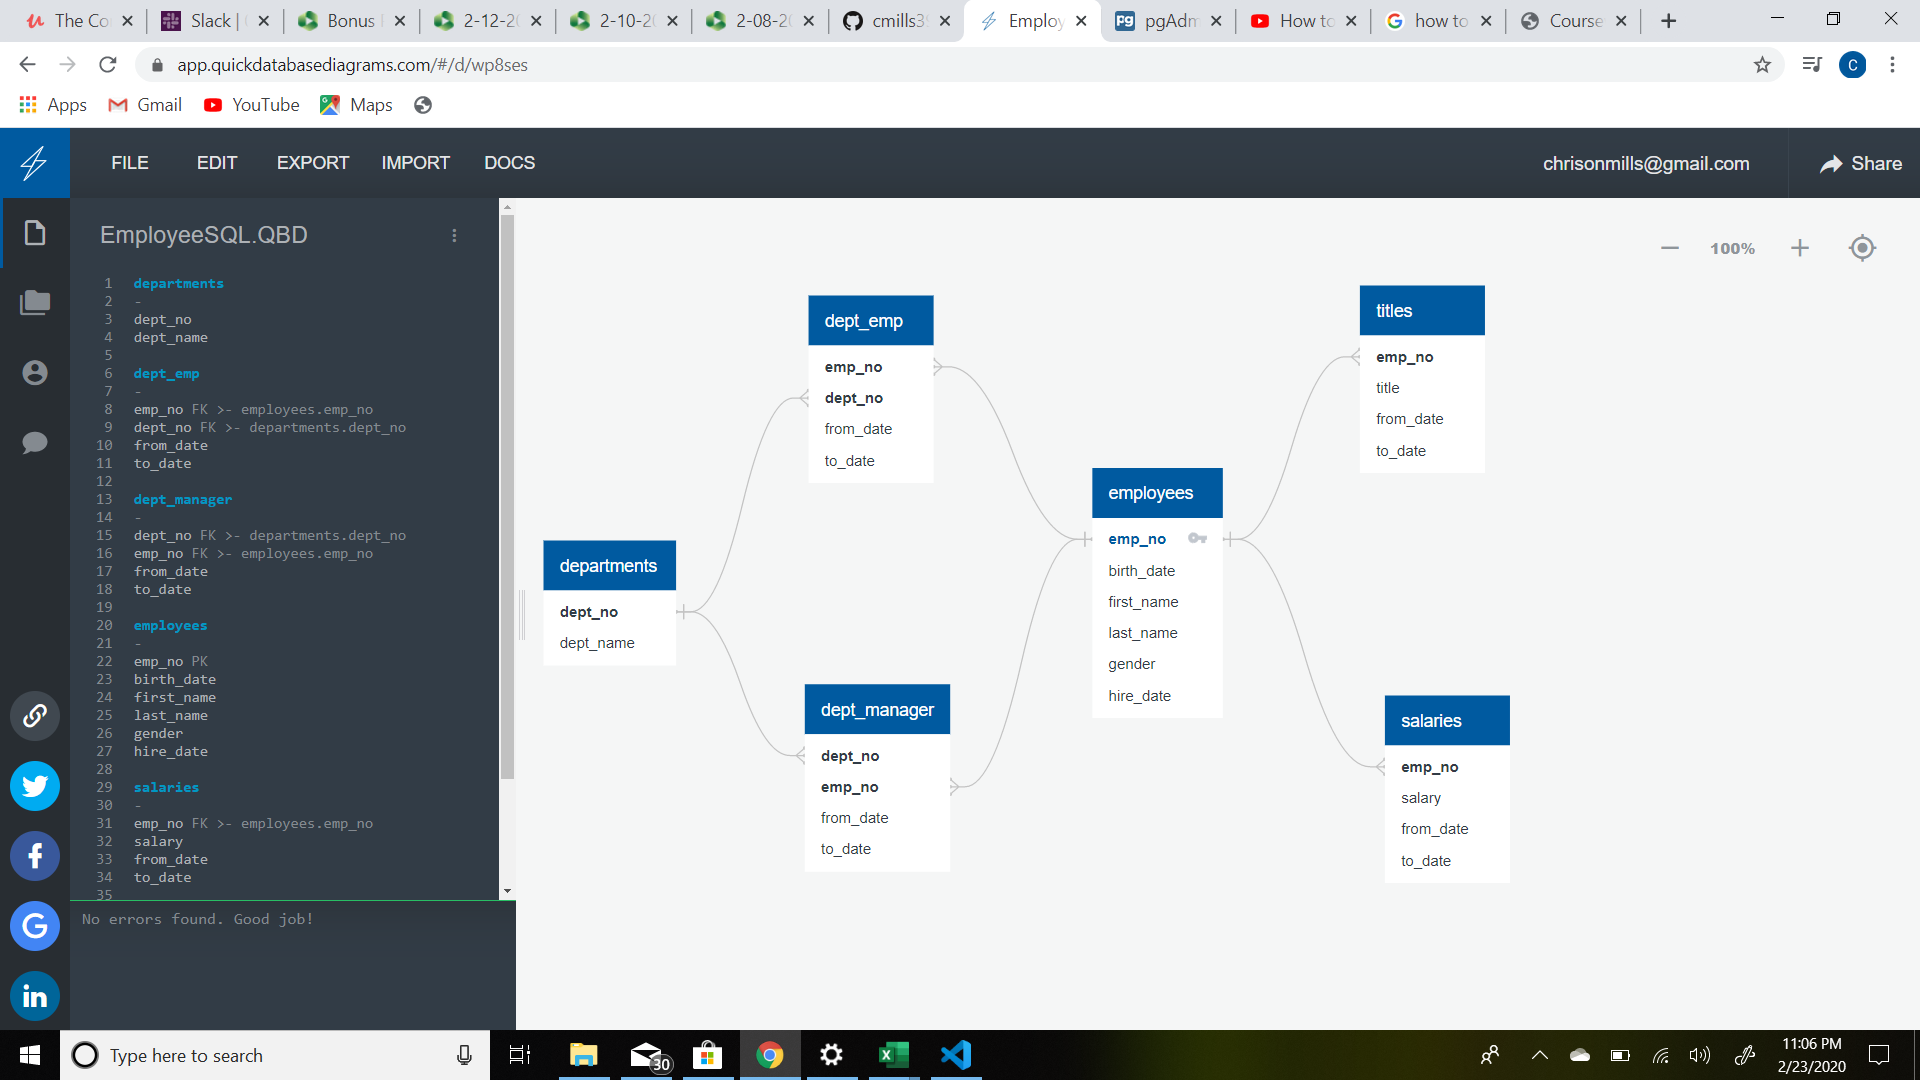 The Co
Slack |
Bonus
2-12-20
2-10-20
2-08-20
cmills39
Employ
pgAdm
How to
how to
Course
app.quickdatabasediagrams.com/#/d/wp8ses
C
Apps
Gmail
YouTube
Maps
FILE
EDIT
EXPORT
IMPORT
DOCS
chrisonmills@gmail.com
Share
EmployeeSQL.QBD
1 departments
2 -
3 dept_no
4 dept_name
5
6 dept_emp
7 -
8 emp_no FK >- employees.emp_no
9 dept_no FK >- departments.dept_no
10 from_date
11 to_date
12
13 dept_manager
14 -
15 dept_no FK >- departments.dept_no
16 emp_no FK >- employees.emp_no
17 from_date
18 to_date
19
20 employees
21 -
22 emp_no PK
23 birth_date
24 first_name
25 last_name
26 gender
27 hire_date
28
29 salaries
30 -
31 emp_no FK >- employees.emp_no
32 salary
33 from_date
34 to_date
35
No errors found. Good job!
100%
dept_emp
emp_no
dept_no
from_date
to_date
titles
emp_no
title
from_date
to_date
departments
dept_no
dept_name
employees
emp_no
birth_date
first_name
last_name
gender
hire_date
dept_manager
dept_no
emp_no
from_date
to_date
salaries
emp_no
salary
from_date
to_date
Type here to search
30
11:06 PM
2/23/2020